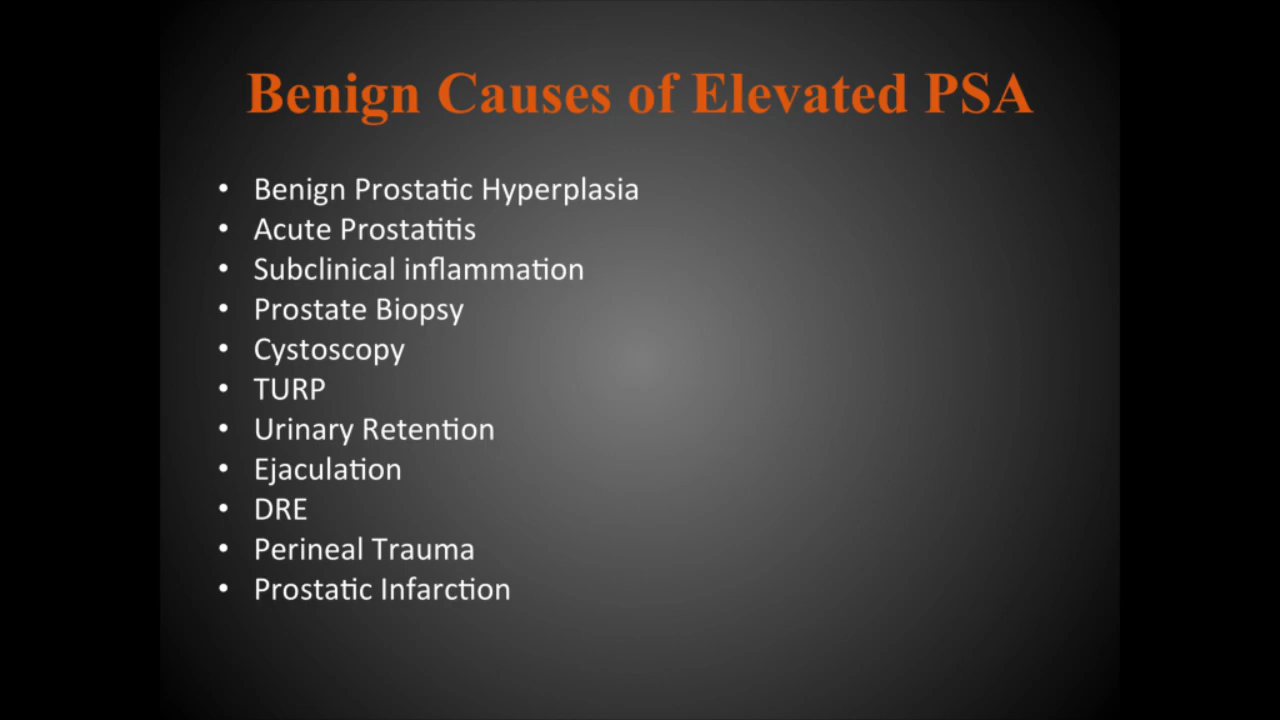 Benign Causes of Elevated PSA
• Benign Prostatic Hyperplasia
• Acute Prostatitis
• Subclinical inflammation
• Prostate Biopsy
• Cystoscopy
• TURP
• Urinary Retention
• Ejaculation
• DRE
• Perineal Trauma
• Prostatic Infarction